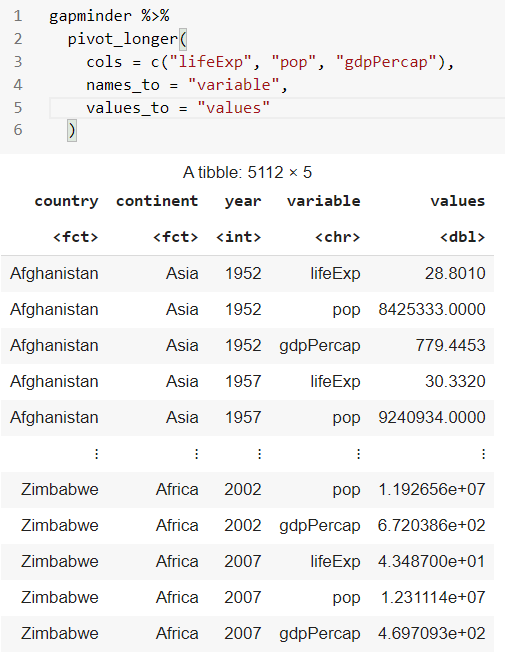 1 gapminder %>%
2   pivot_longer(
3     cols = c("lifeExp", "pop", "gdpPercap"),
4     names_to = "variable",
5     values_to = "values"
6   )
A tibble: 5112 × 5
country continent year variable values
<fct> <fct> <int> <chr> <dbl>
Afghanistan Asia 1952 lifeExp 28.8010
Afghanistan Asia 1952 pop 8425333.0000
Afghanistan Asia 1952 gdpPercap 779.4453
Afghanistan Asia 1957 lifeExp 30.3320
Afghanistan Asia 1957 pop 9240934.0000
⋮ ⋮ ⋮ ⋮ ⋮
Zimbabwe Africa 2002 pop 1.192656e+07
Zimbabwe Africa 2002 gdpPercap 6.720386e+02
Zimbabwe Africa 2007 lifeExp 4.348700e+01
Zimbabwe Africa 2007 pop 1.231114e+07
Zimbabwe Africa 2007 gdpPercap 4.697093e+02